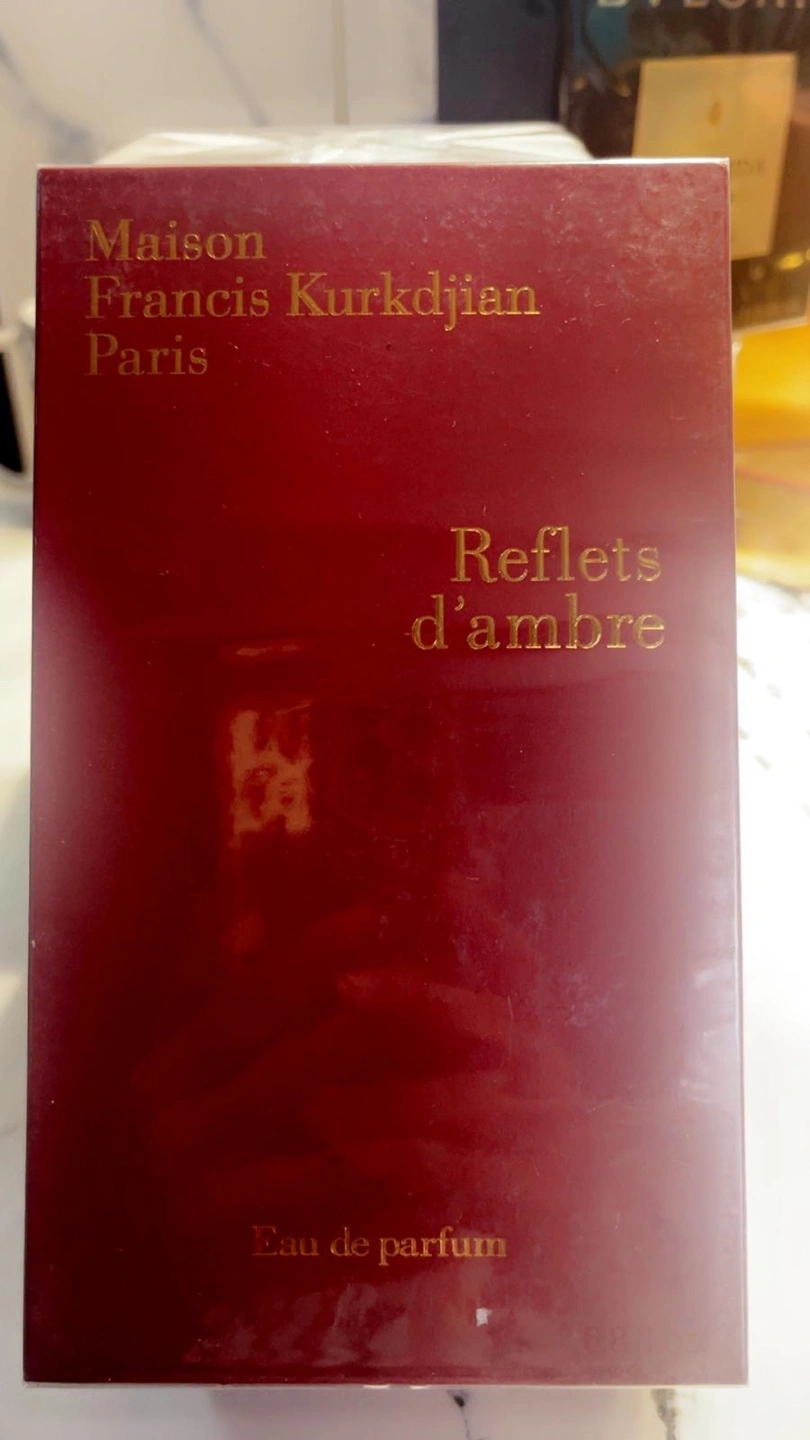 Maison
Francis Kurkdjian
Paris
Reflets
d'ambre
Eau de parfum